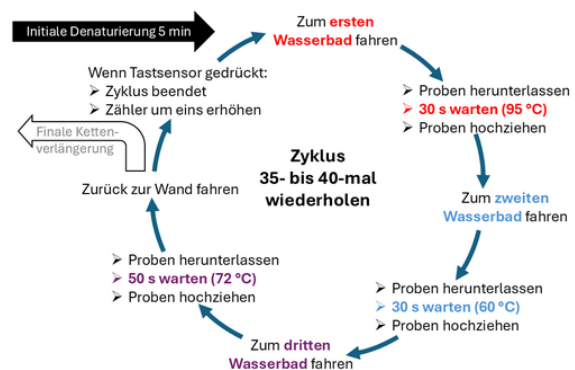 Initiale Denaturierung 5 min
Zum ersten
Wasserbad fahren
➢ Proben herunterlassen
➢ 30 s warten (95 °C)
➢ Proben hochziehen
Zum zweiten
Wasserbad fahren
➢ Proben herunterlassen
➢ 30 s warten (60 °C)
➢ Proben hochziehen
Zum dritten
Wasserbad fahren
➢ Proben herunterlassen
➢ 50 s warten (72 °C)
➢ Proben hochziehen
Zurück zur Wand fahren
Finale Ketten-
verlängerung
Wenn Tastsensor gedrückt:
➢ Zyklus beendet
➢ Zähler um eins erhöhen
Zyklus
35- bis 40-mal
wiederholen